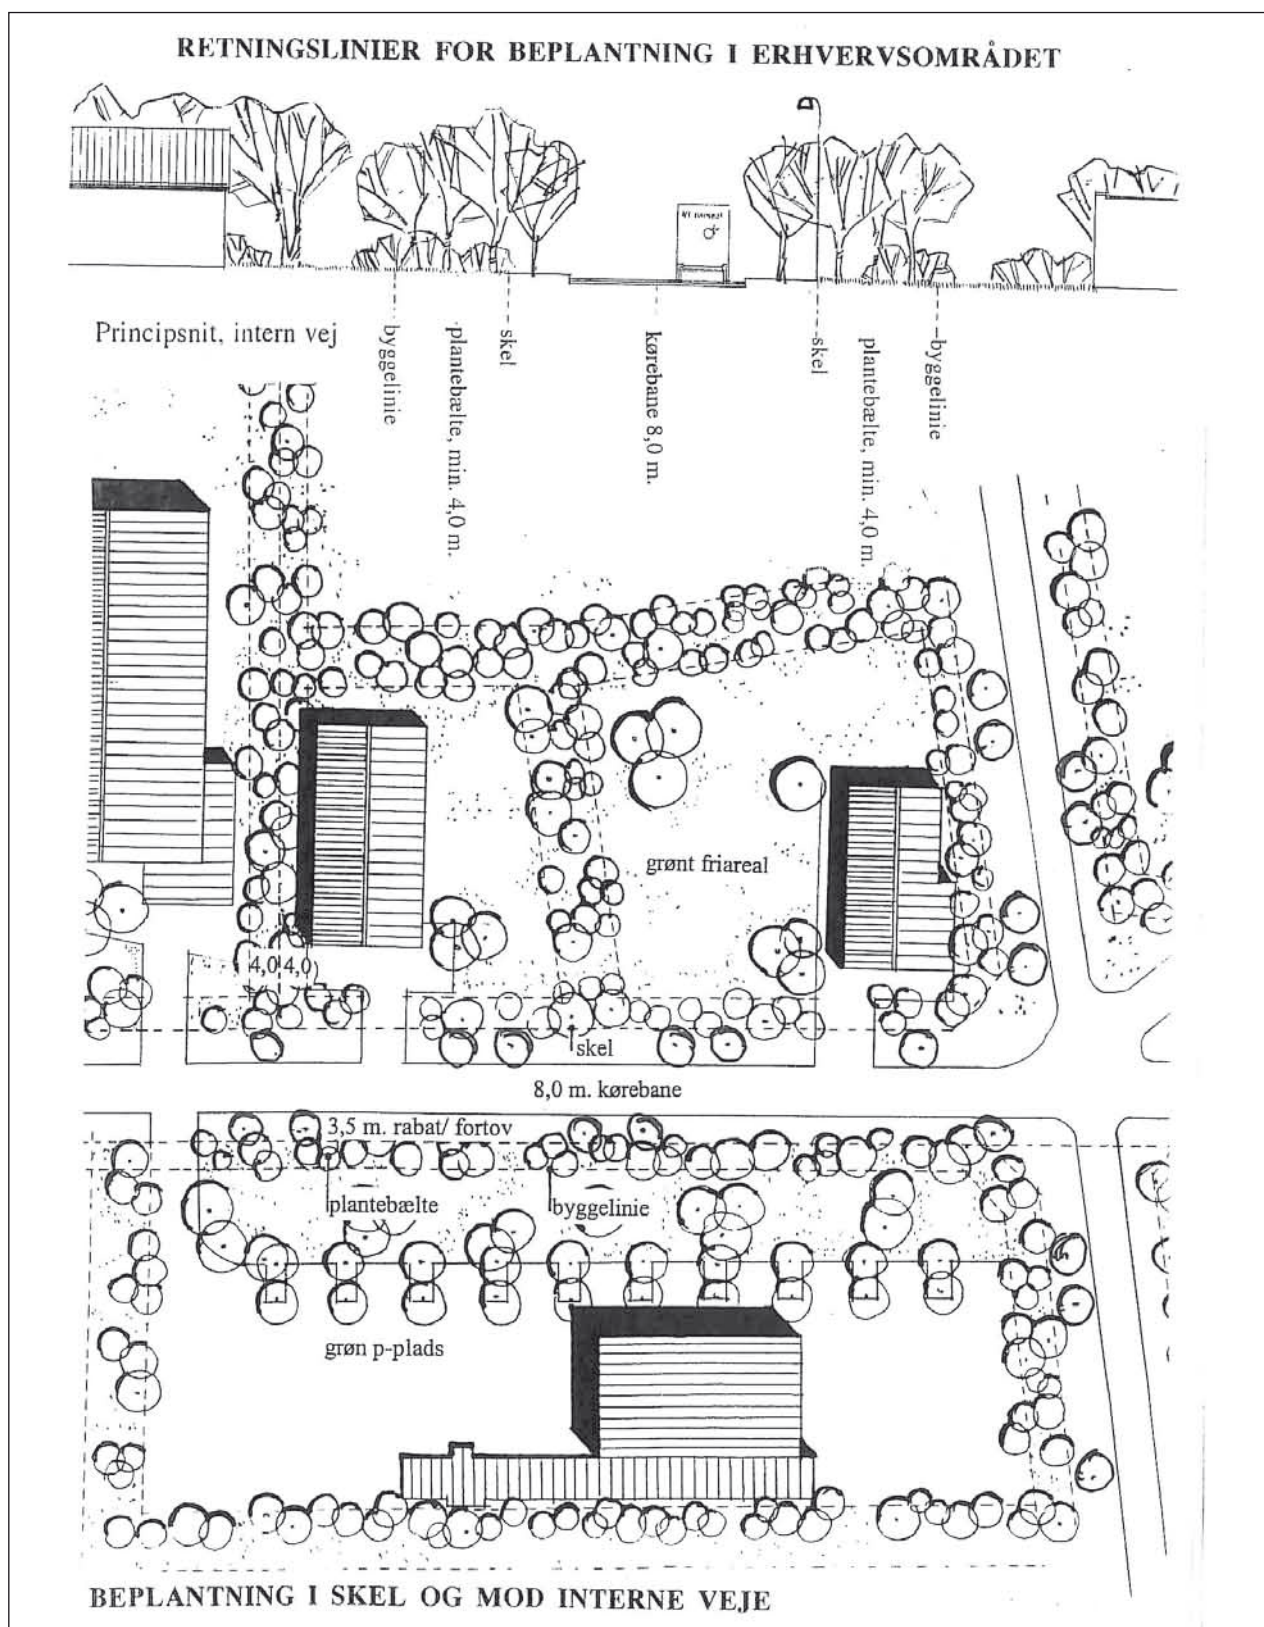 RETNINGSLINIER FOR BEPLANTNING I ERHVERVSOMRÅDET
Principsnit, intern vej
byggelinie
plantebælte, min. 4,0 m.
skel
kørebane 8,0 m.
skel
plantebælte, min. 4,0 m.
byggelinie
grønt friareal
4,0 4,0
skel
8,0 m. kørebane
3,5 m. rabat/ fortov
plantebælte
byggelinie
grøn p-plads
BEPLANTNING I SKEL OG MOD INTERNE VEJE